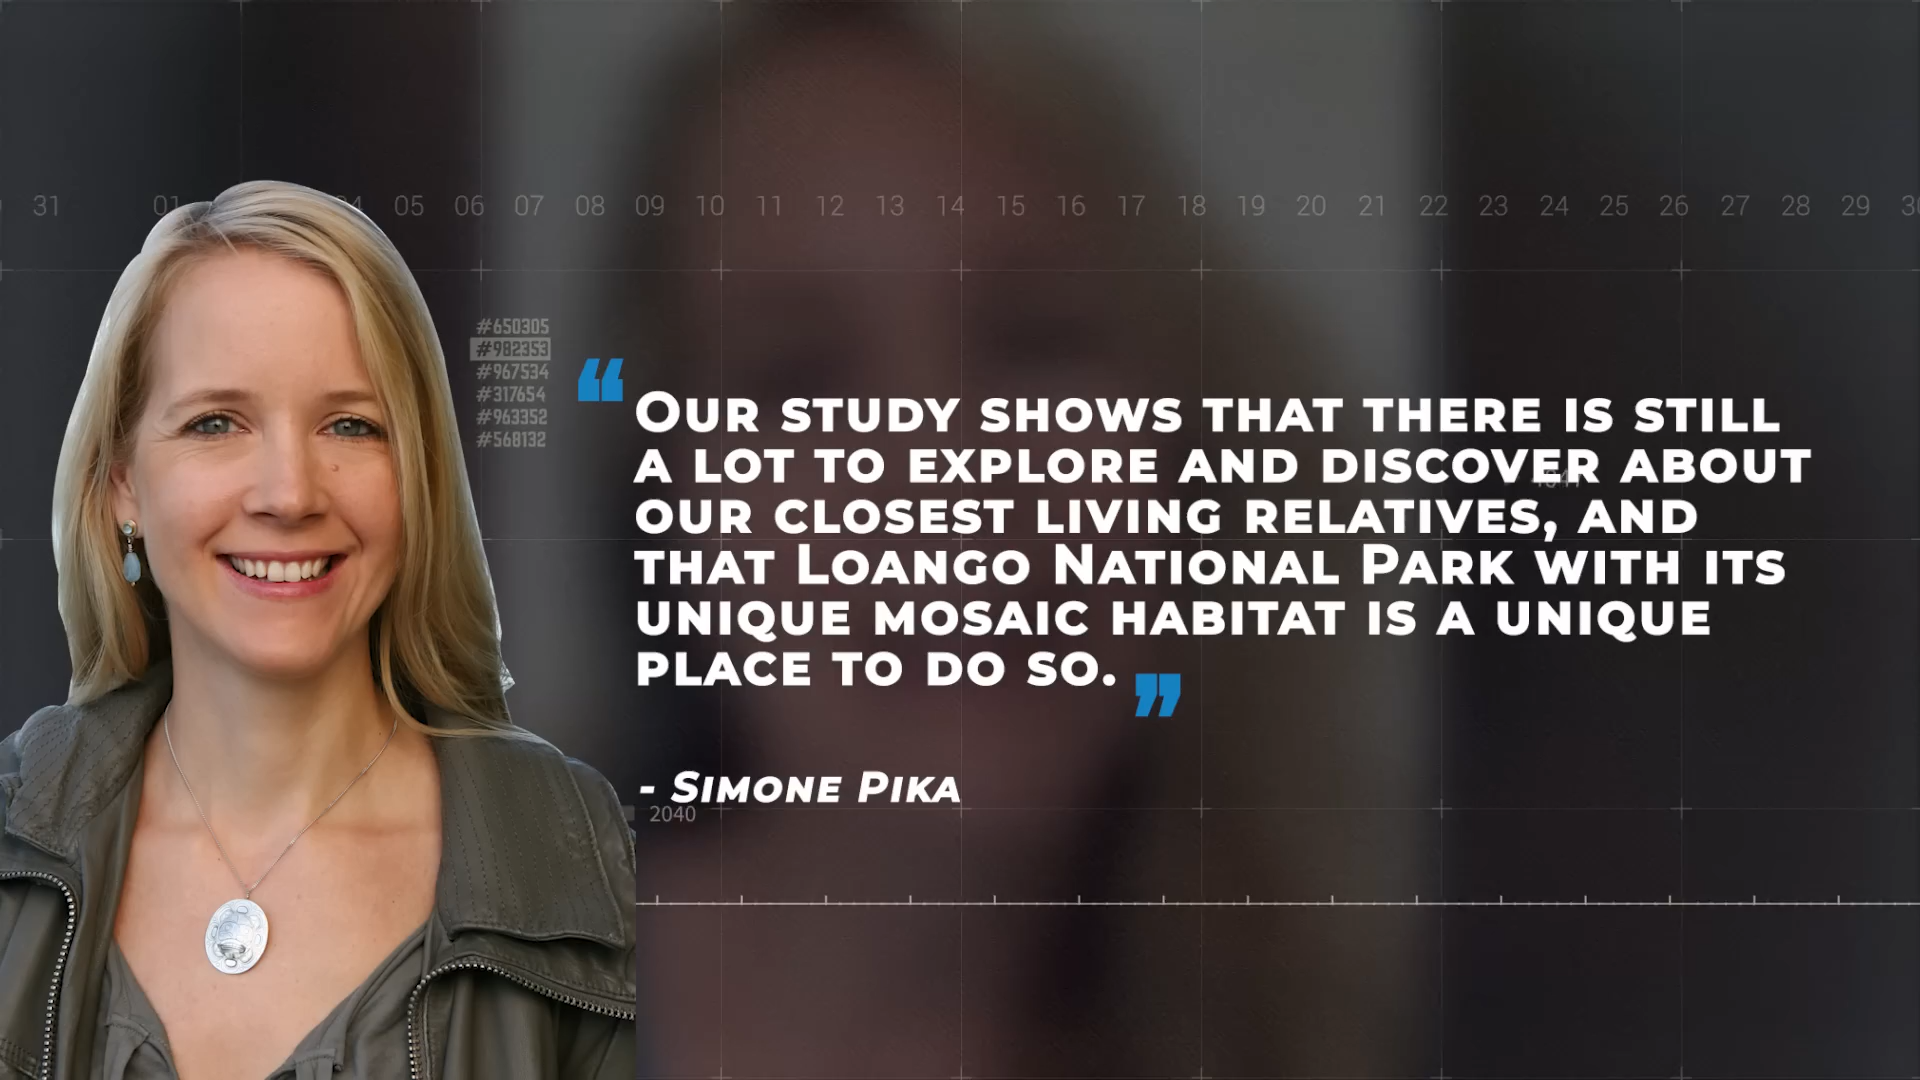 31 01 04 05 06 07 08 09 10 11 12 13 14 15 16 17 18 19 20 21 22 23 24 25 26 27 28 29 30
#650305
#982353
#967534
#317654
#963352
#568132
“Our study shows that there is still
a lot to explore and discover about
our closest living relatives, and
that Loango National Park with its
unique mosaic habitat is a unique
place to do so.”
- Simone Pika
2040